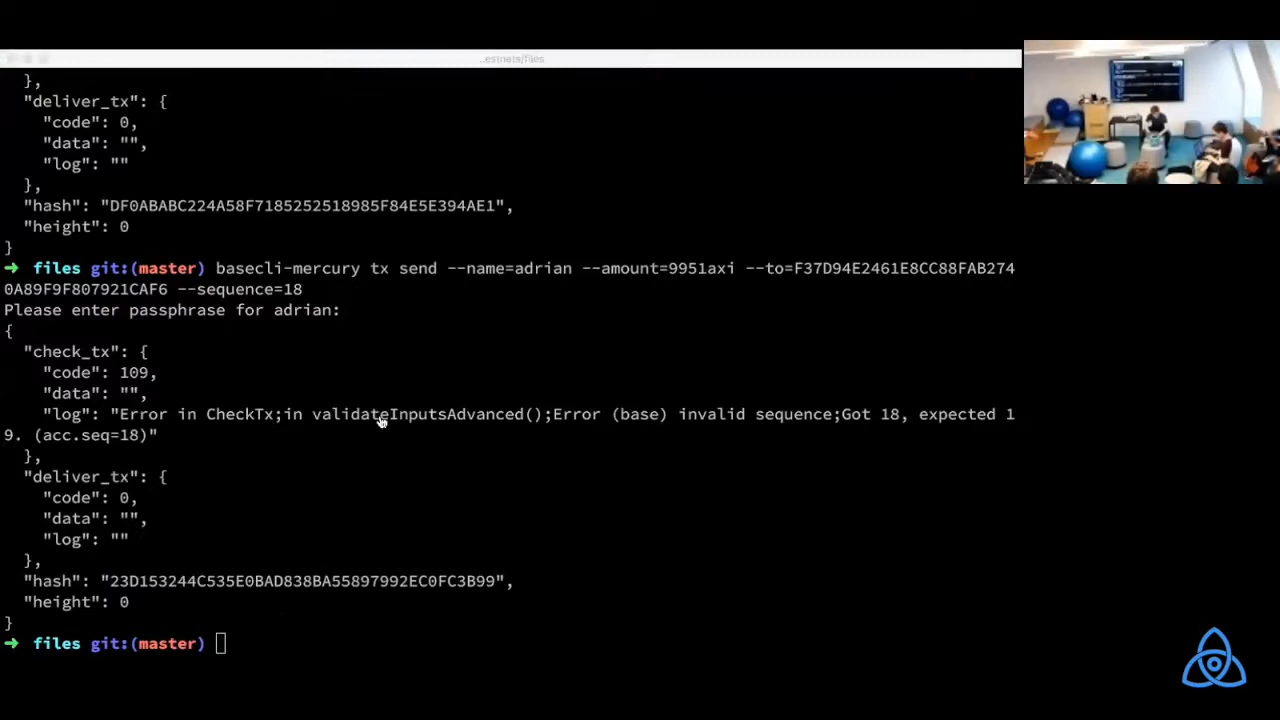 ..estnets/files
},
"deliver_tx": {
"code": 0,
"data": "",
"log": ""
},
"hash": "DF0ABABC224A58F7185252518985F84E5E394AE1",
"height": 0
}
➜ files git:(master) basecli-mercury tx send --name=adrian --amount=9951axi --to=F37D94E2461E8CC88FAB274
0A89F9F807921CAF6 --sequence=18
Please enter passphrase for adrian:
{
"check_tx": {
"code": 109,
"data": "",
"log": "Error in CheckTx;in validateInputsAdvanced();Error (base) invalid sequence;Got 18, expected 1
9. (acc.seq=18)"
},
"deliver_tx": {
"code": 0,
"data": "",
"log": ""
},
"hash": "23D153244C535E0BAD838BA55897992EC0FC3B99",
"height": 0
}
➜ files git:(master)